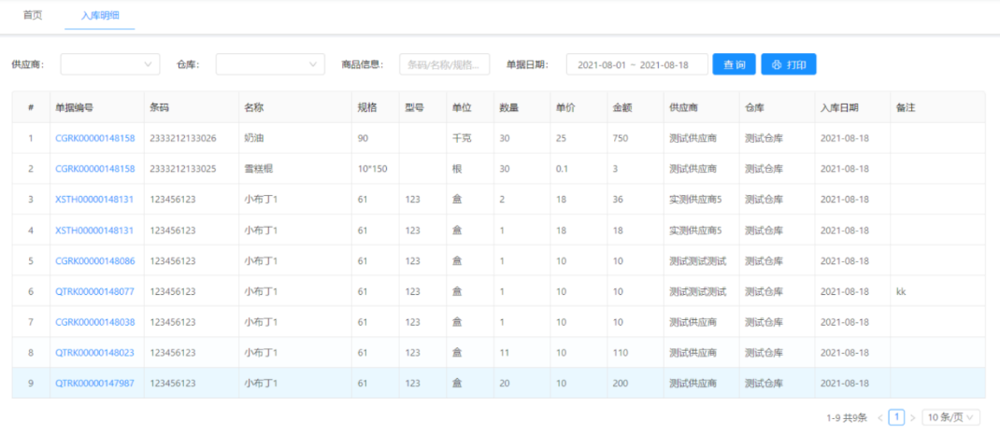 首页 入库明细
供应商： 仓库： 商品信息： 条码/名称/规格... 单据日期： 2021-08-01 ~ 2021-08-18 查 询 打印
# 单据编号 条码 名称 规格 型号 单位 数量 单价 金额 供应商 仓库 入库日期 备注
1 CGRK00000148158 2333212133026 奶油 90 千克 30 25 750 测试供应商 测试仓库 2021-08-18
2 CGRK00000148158 2333212133025 雪糕棍 10*150 根 30 0.1 3 测试供应商 测试仓库 2021-08-18
3 XSTH00000148131 123456123 小布丁1 61 123 盒 2 18 36 实测供应商5 测试仓库 2021-08-18
4 XSTH00000148131 123456123 小布丁1 61 123 盒 1 18 18 实测供应商5 测试仓库 2021-08-18
5 CGRK00000148086 123456123 小布丁1 61 123 盒 1 10 10 测试测试测试 测试仓库 2021-08-18
6 QTRK00000148077 123456123 小布丁1 61 123 盒 1 10 10 测试测试测试 测试仓库 2021-08-18 kk
7 CGRK00000148038 123456123 小布丁1 61 123 盒 1 10 10 测试供应商 测试仓库 2021-08-18
8 QTRK00000148023 123456123 小布丁1 61 123 盒 11 10 110 测试供应商 测试仓库 2021-08-18
9 QTRK00000147987 123456123 小布丁1 61 123 盒 20 10 200 测试供应商 测试仓库 2021-08-18
1-9 共9条 < 1 > 10 条/页